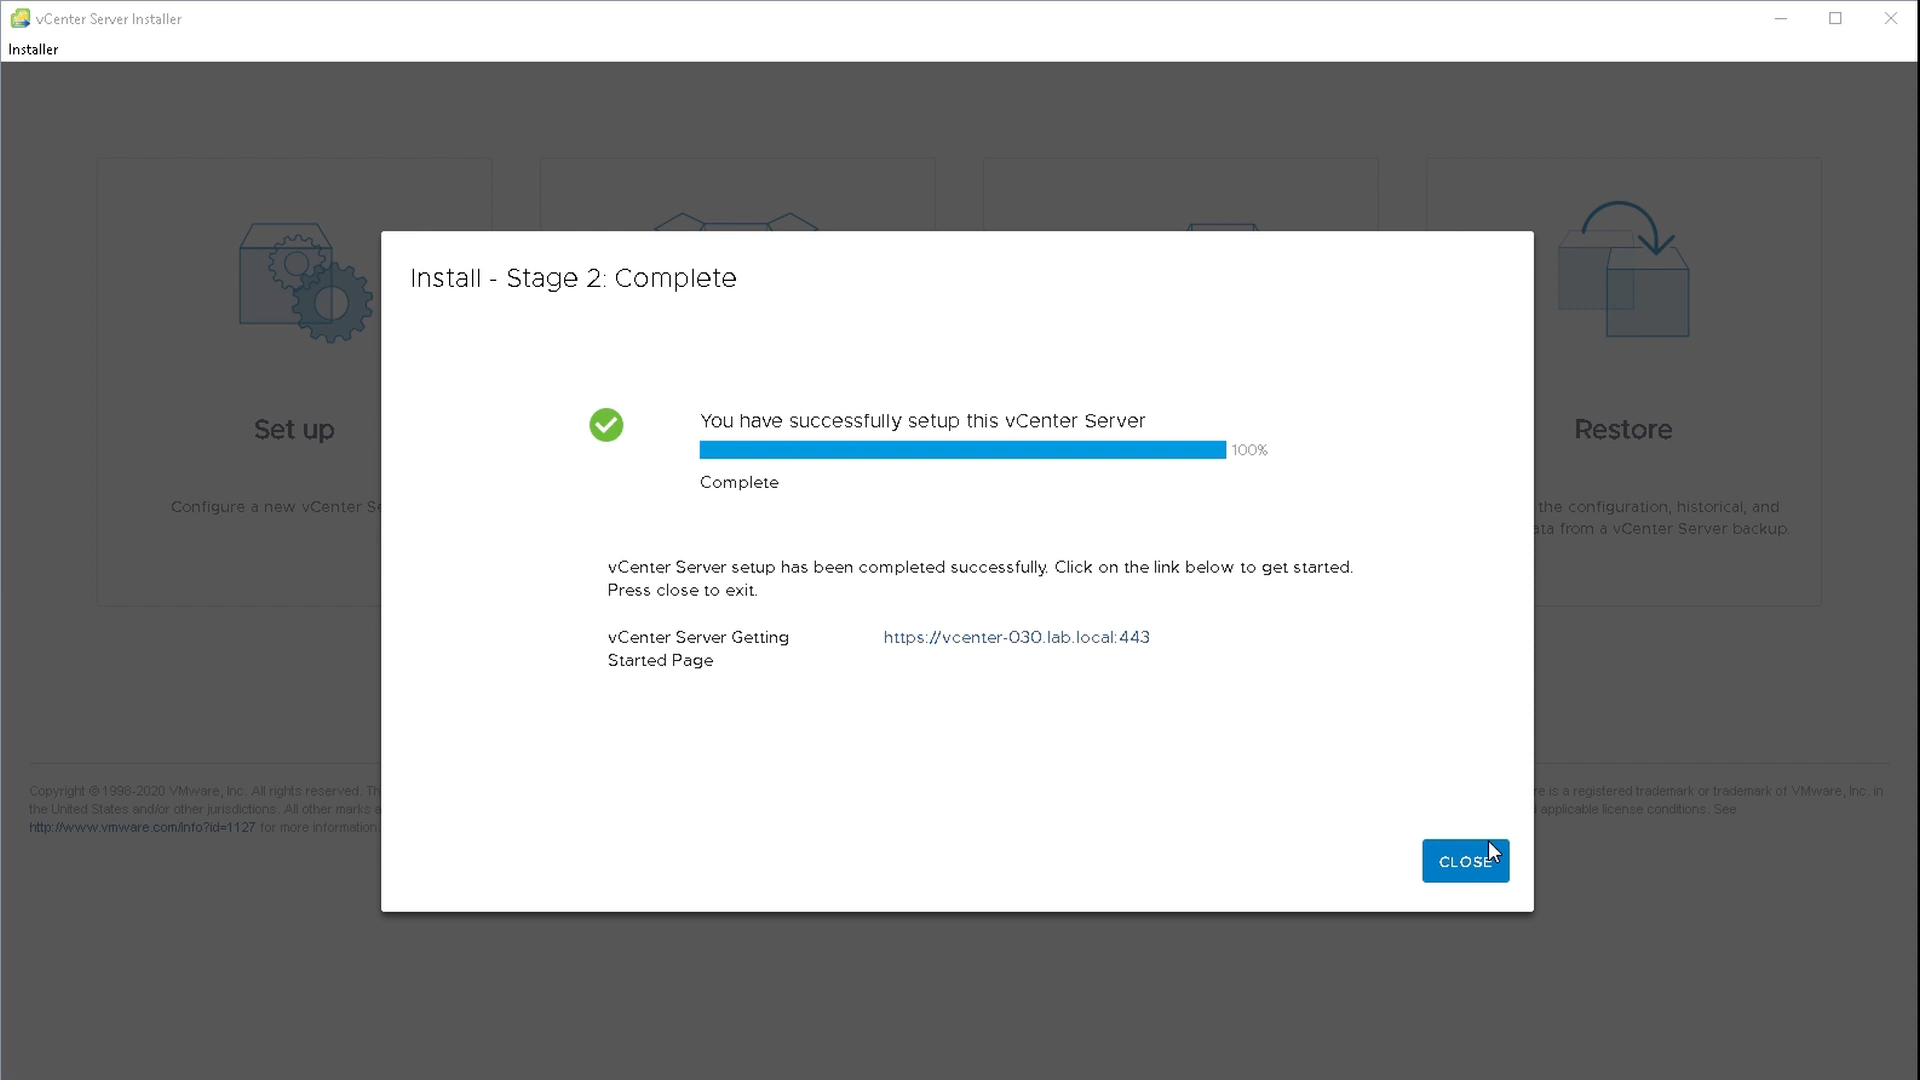 vCenter Server Installer
Installer
Install - Stage 2: Complete
You have successfully setup this vCenter Server
100%
Complete
vCenter Server setup has been completed successfully. Click on the link below to get started.
Press close to exit.
vCenter Server Getting
Started Page
https://vcenter-030.lab.local:443
CLOSE
Set up
Configure a new vCenter Se
Restore
the configuration, historical, and
ata from a vCenter Server backup.
Copyright © 1998-2020 VMware, Inc. All rights reserved. Th
the United States and/or other jurisdictions. All other marks a
http://www.vmware.com/info?id=1127 for more information.
re is a registered trademark or trademark of VMware, Inc. in
applicable license conditions. See